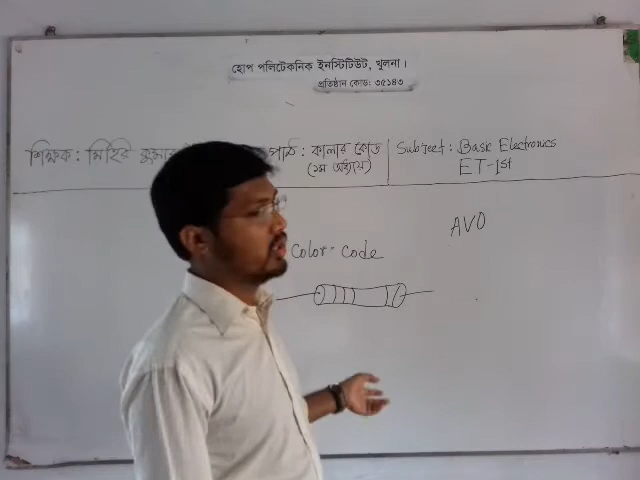 হোপ পলিটেকনিক ইনস্টিটিউট, খুলনা।
প্রতিষ্ঠান কোড: ৩৫১৪৩
শিক্ষক : মিহির কুমার পাঠ : কালার কোড Subject : Basic Electronics
(১ম অধ্যায়) ET-1st
AVO
Color-Code